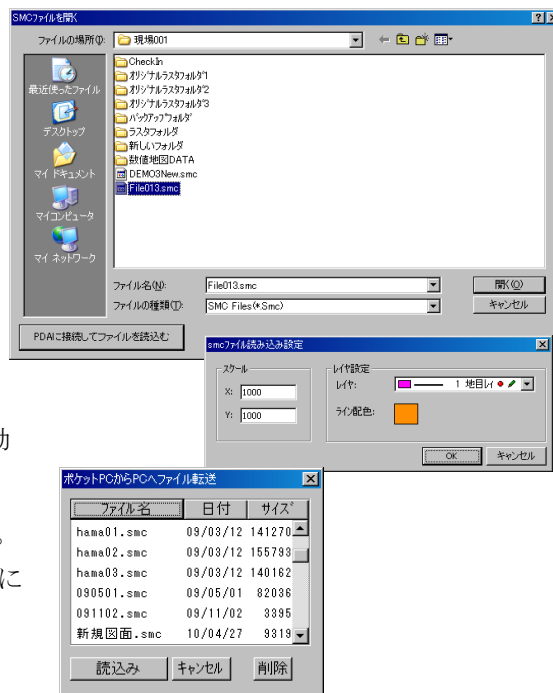 SMCファイルを開く
ファイルの場所(I):
現場001
最近使ったファイル
デスクトップ
マイ ドキュメント
マイコンピュータ
マイ ネットワーク
CheckIn
オリジナルラスタフォルダ1
オリジナルラスタフォルダ2
オリジナルラスタフォルダ3
バックアップフォルダ
ラスタフォルダ
新しいフォルダ
数値地図DATA
DEMO3New.smc
File013.smc
ファイル名(N):
File013.smc
開く(O)
ファイルの種類(T):
SMC Files(*.Smc)
キャンセル
PDAに接続してファイルを読込む
smcファイル読み込み設定
スケール
X: 1000
Y: 1000
レイヤ設定
レイヤ:
1 地目レイ
ライン配色:
OK
キャンセル
ポケットPCからPCへファイル転送
ファイル名 日付 サイズ
hama01.smc 09/03/12 141270
hama02.smc 09/03/12 155793
hama03.smc 09/03/12 140162
090501.smc 09/05/01 82036
091102.smc 09/11/02 3395
新規図面.smc 10/04/27 9319
読込み
キャンセル
削除
。
に